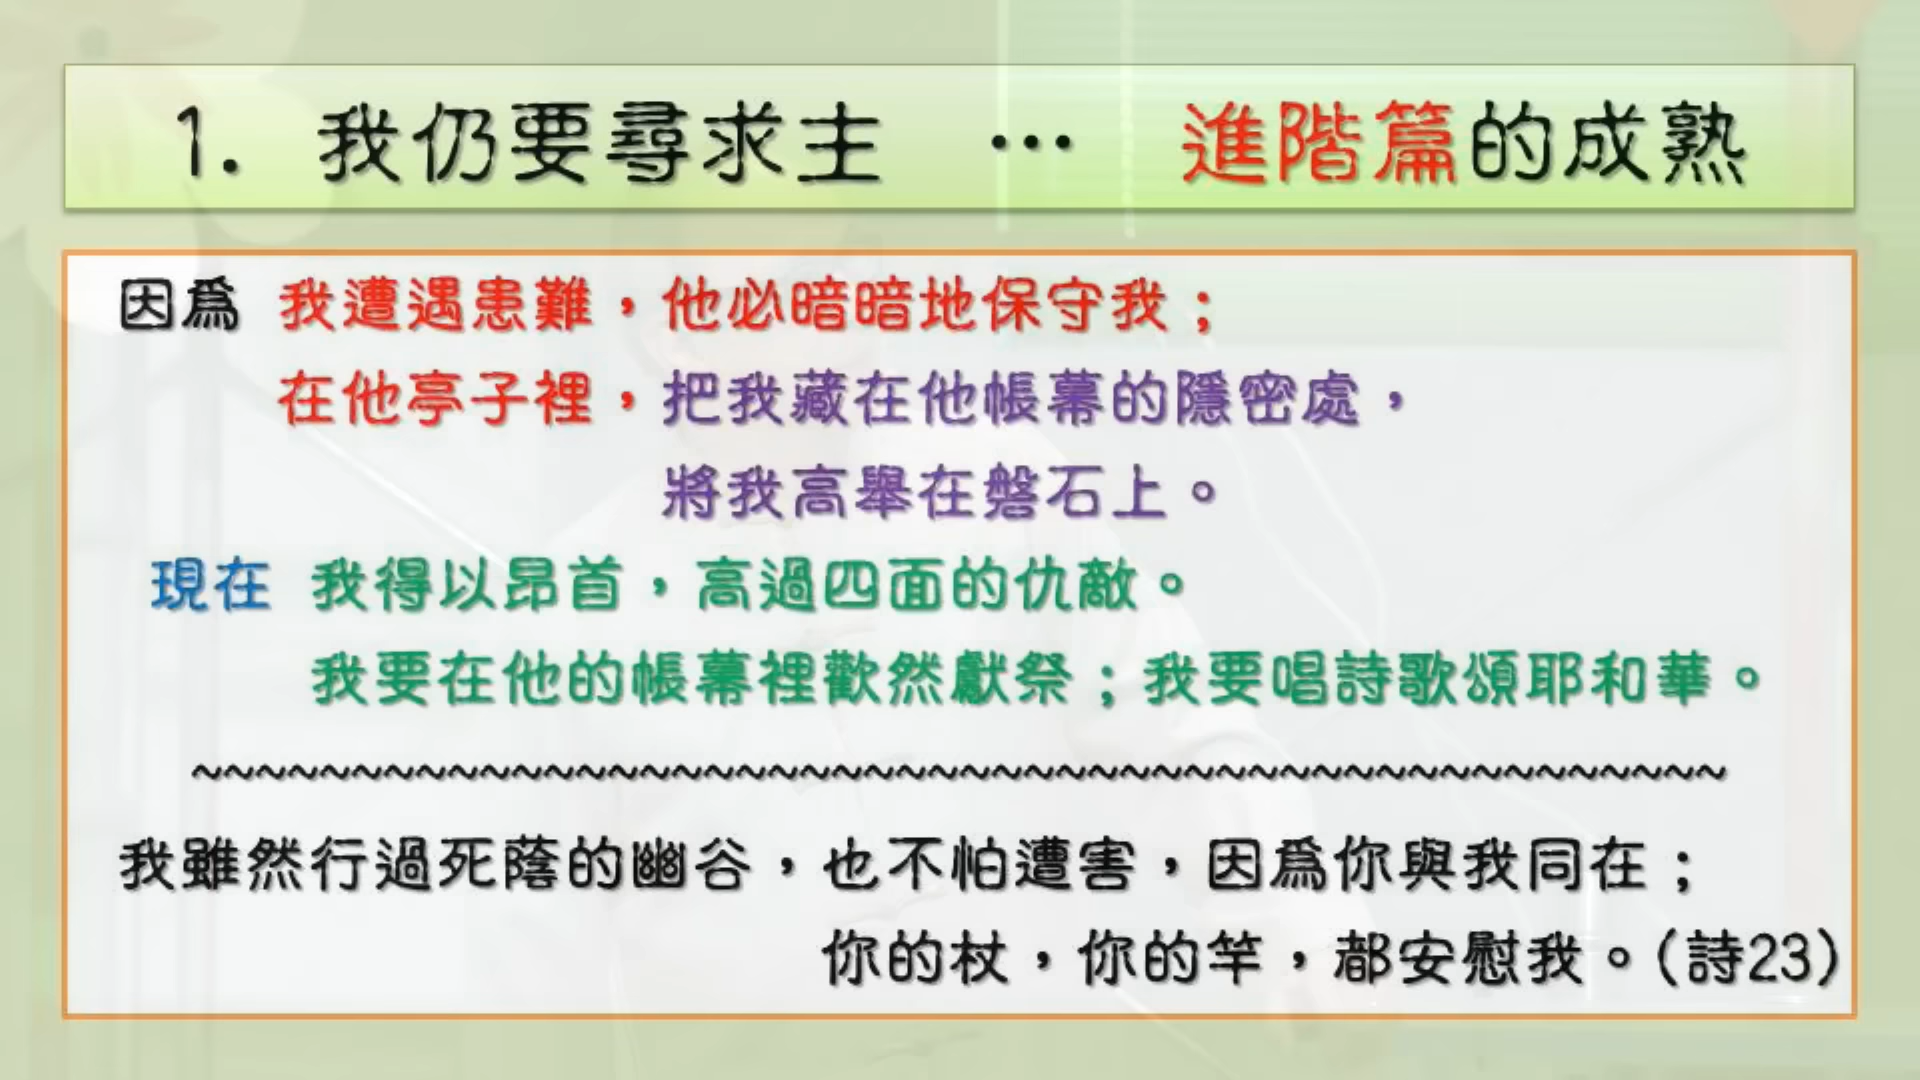 1. 我仍要尋求主 … 進階篇的成熟
因爲 我遭遇患難，他必暗暗地保守我；
在他亭子裡，把我藏在他帳幕的隱密處，
將我高舉在磐石上。
現在 我得以昂首，高過四面的仇敵。
我要在他的帳幕裡歡然獻祭；我要唱詩歌頌耶和華。
~~~~~~~~~~~~~~~~~~~~~~~~~~~~~~~~~~~~~~~~~~~~~~~~
我雖然行過死蔭的幽谷，也不怕遭害，因爲你與我同在；
你的杖，你的竿，都安慰我。(詩23)